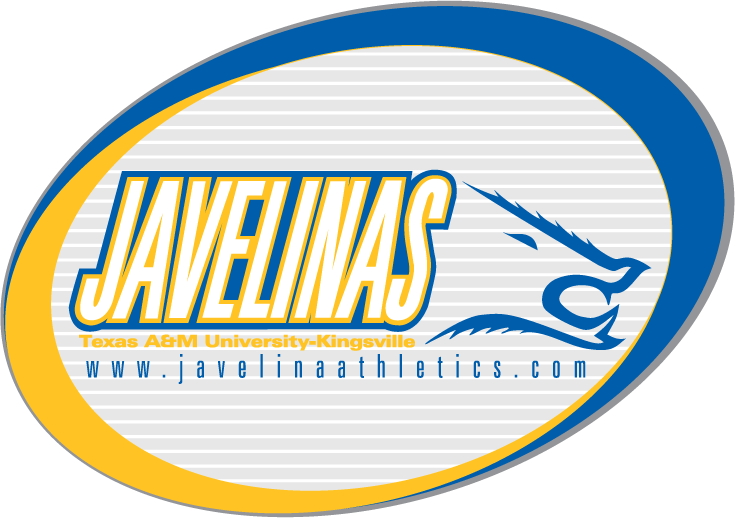 JAVELINAS
Texas A&M University-Kingsville
www.javelinaathletics.com